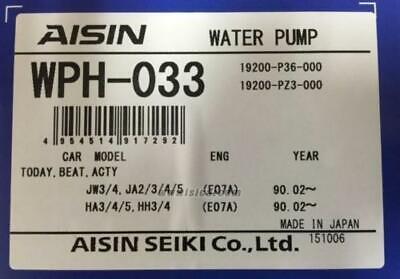 AISIN WATER PUMP
WPH-033 19200-P36-000
19200-PZ3-000
4 954514 917292
CAR MODEL ENG YEAR
TODAY, BEAT, ACTY
JW3/4, JA2/3/4/5 (E07A) 90.02~
HA3/4/5, HH3/4 (E07A) 90.02~
MADE IN JAPAN
AISIN SEIKI Co., Ltd. 151006